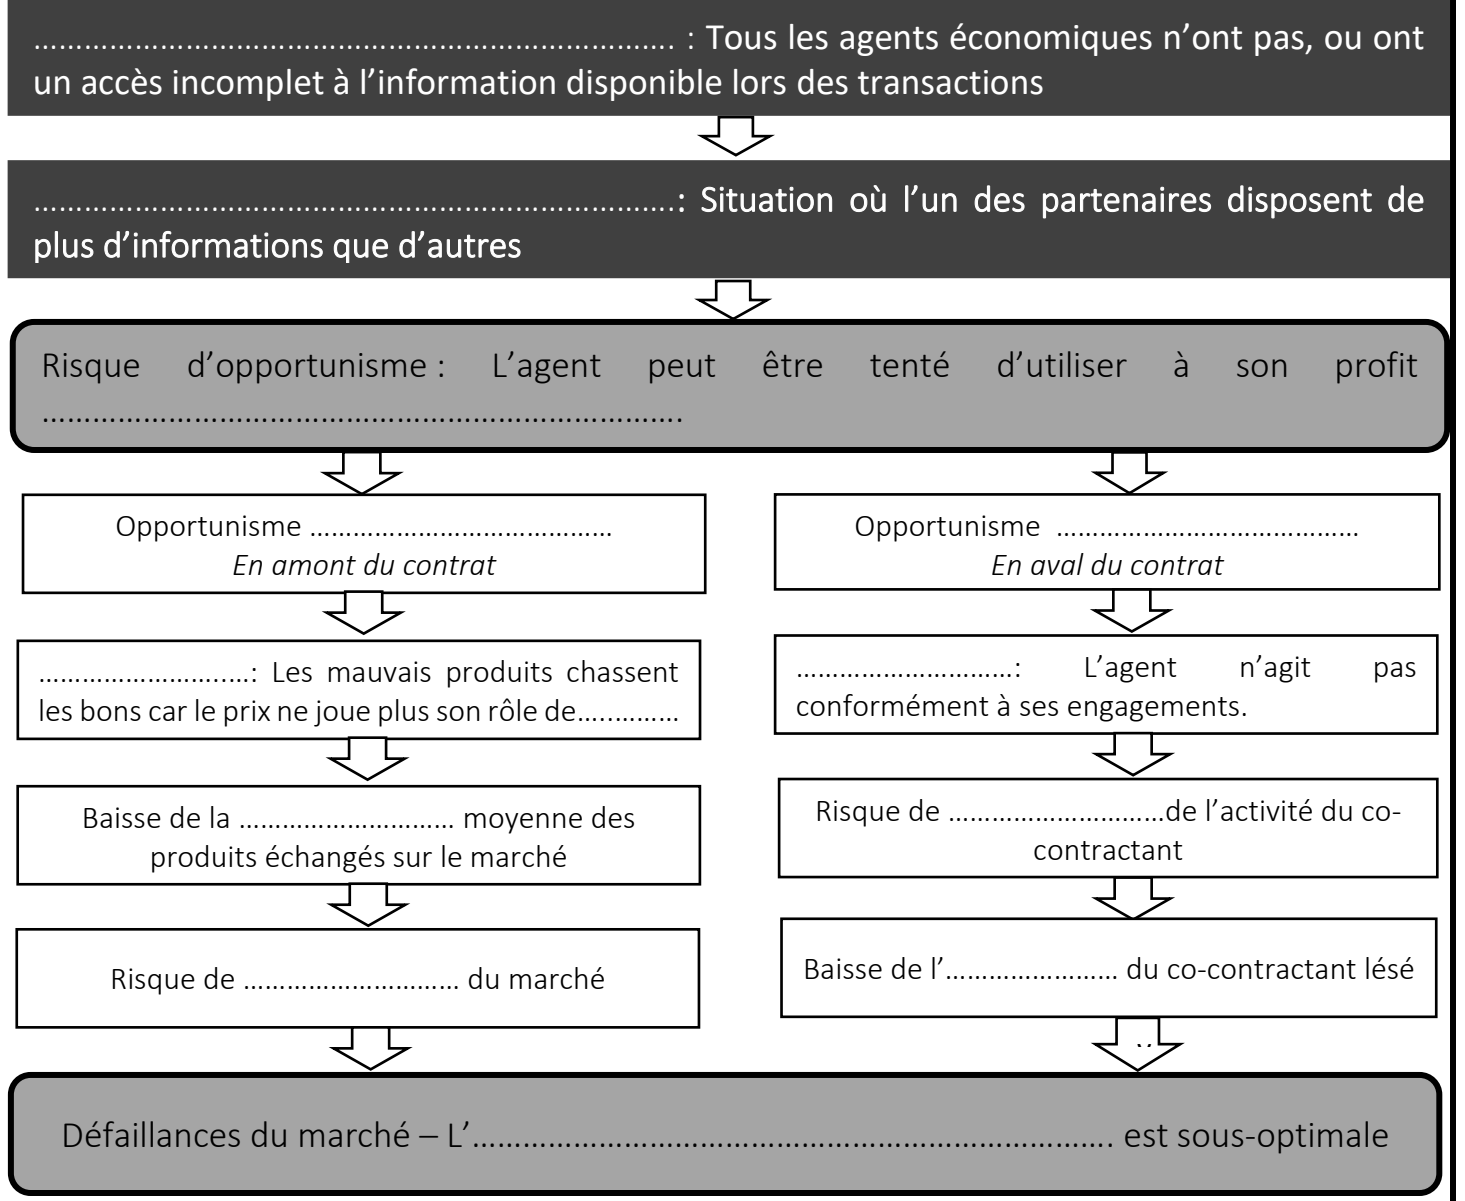 …………………………………………………………………. : Tous les agents économiques n’ont pas, ou ont
un accès incomplet à l’information disponible lors des transactions
………………………………………………………………….: Situation où l’un des partenaires disposent de
plus d’informations que d’autres
Risque d’opportunisme : L’agent peut être tenté d’utiliser à son profit
………………………………………………………………….
Opportunisme ……………………………………
En amont du contrat
Opportunisme ……………………………………
En aval du contrat
………………………..…: Les mauvais produits chassent
les bons car le prix ne joue plus son rôle de…..………
…………………………: L’agent n’agit pas
conformément à ses engagements.
Baisse de la ………………………… moyenne des
produits échangés sur le marché
Risque de …………………………de l’activité du co-
contractant
Risque de ………………………… du marché
Baisse de l’…………………… du co-contractant lésé
Défaillances du marché – L’…………………………………………………………………. est sous-optimale